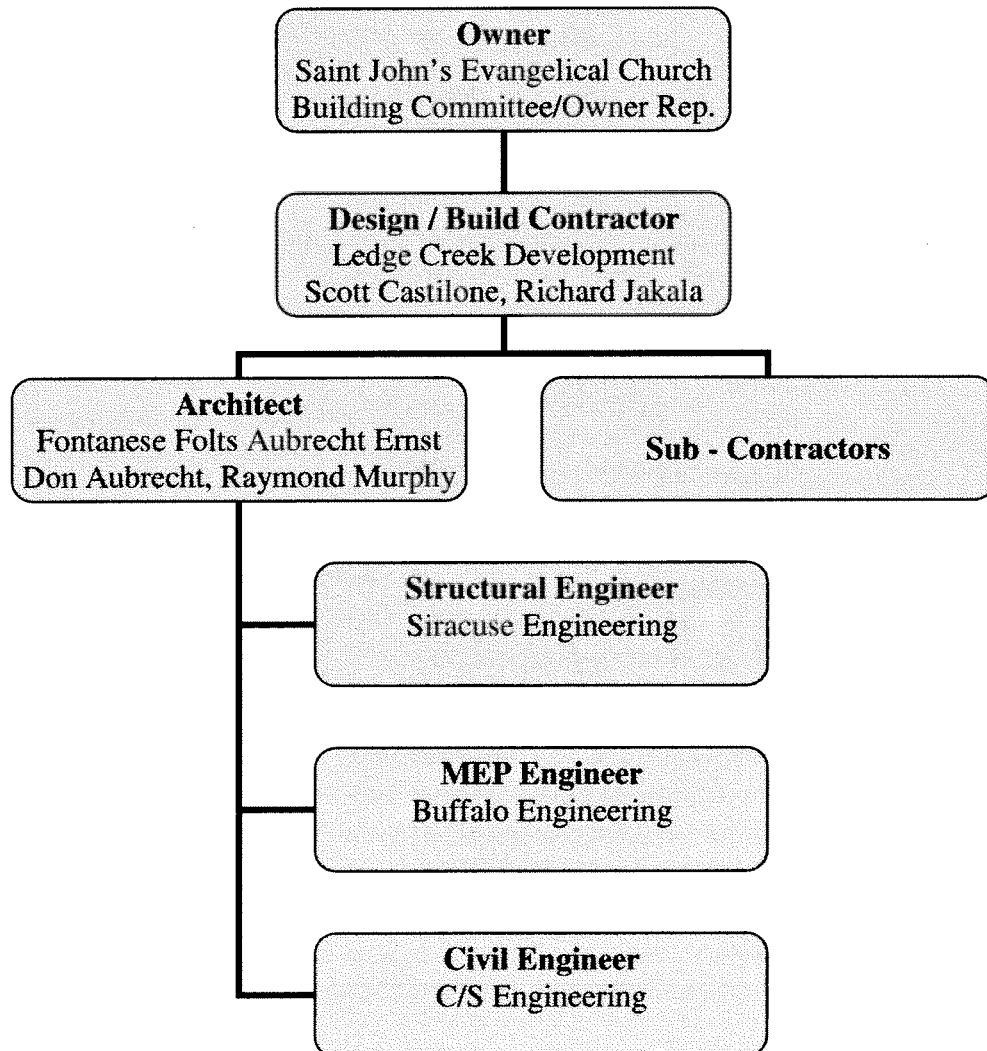 Owner
Saint John's Evangelical Church
Building Committee/Owner Rep.
Design / Build Contractor
Ledge Creek Development
Scott Castilone, Richard Jakala
Architect
Fontanese Folts Aubrecht Ernst
Don Aubrecht, Raymond Murphy
Sub - Contractors
Structural Engineer
Siracuse Engineering
MEP Engineer
Buffalo Engineering
Civil Engineer
C/S Engineering